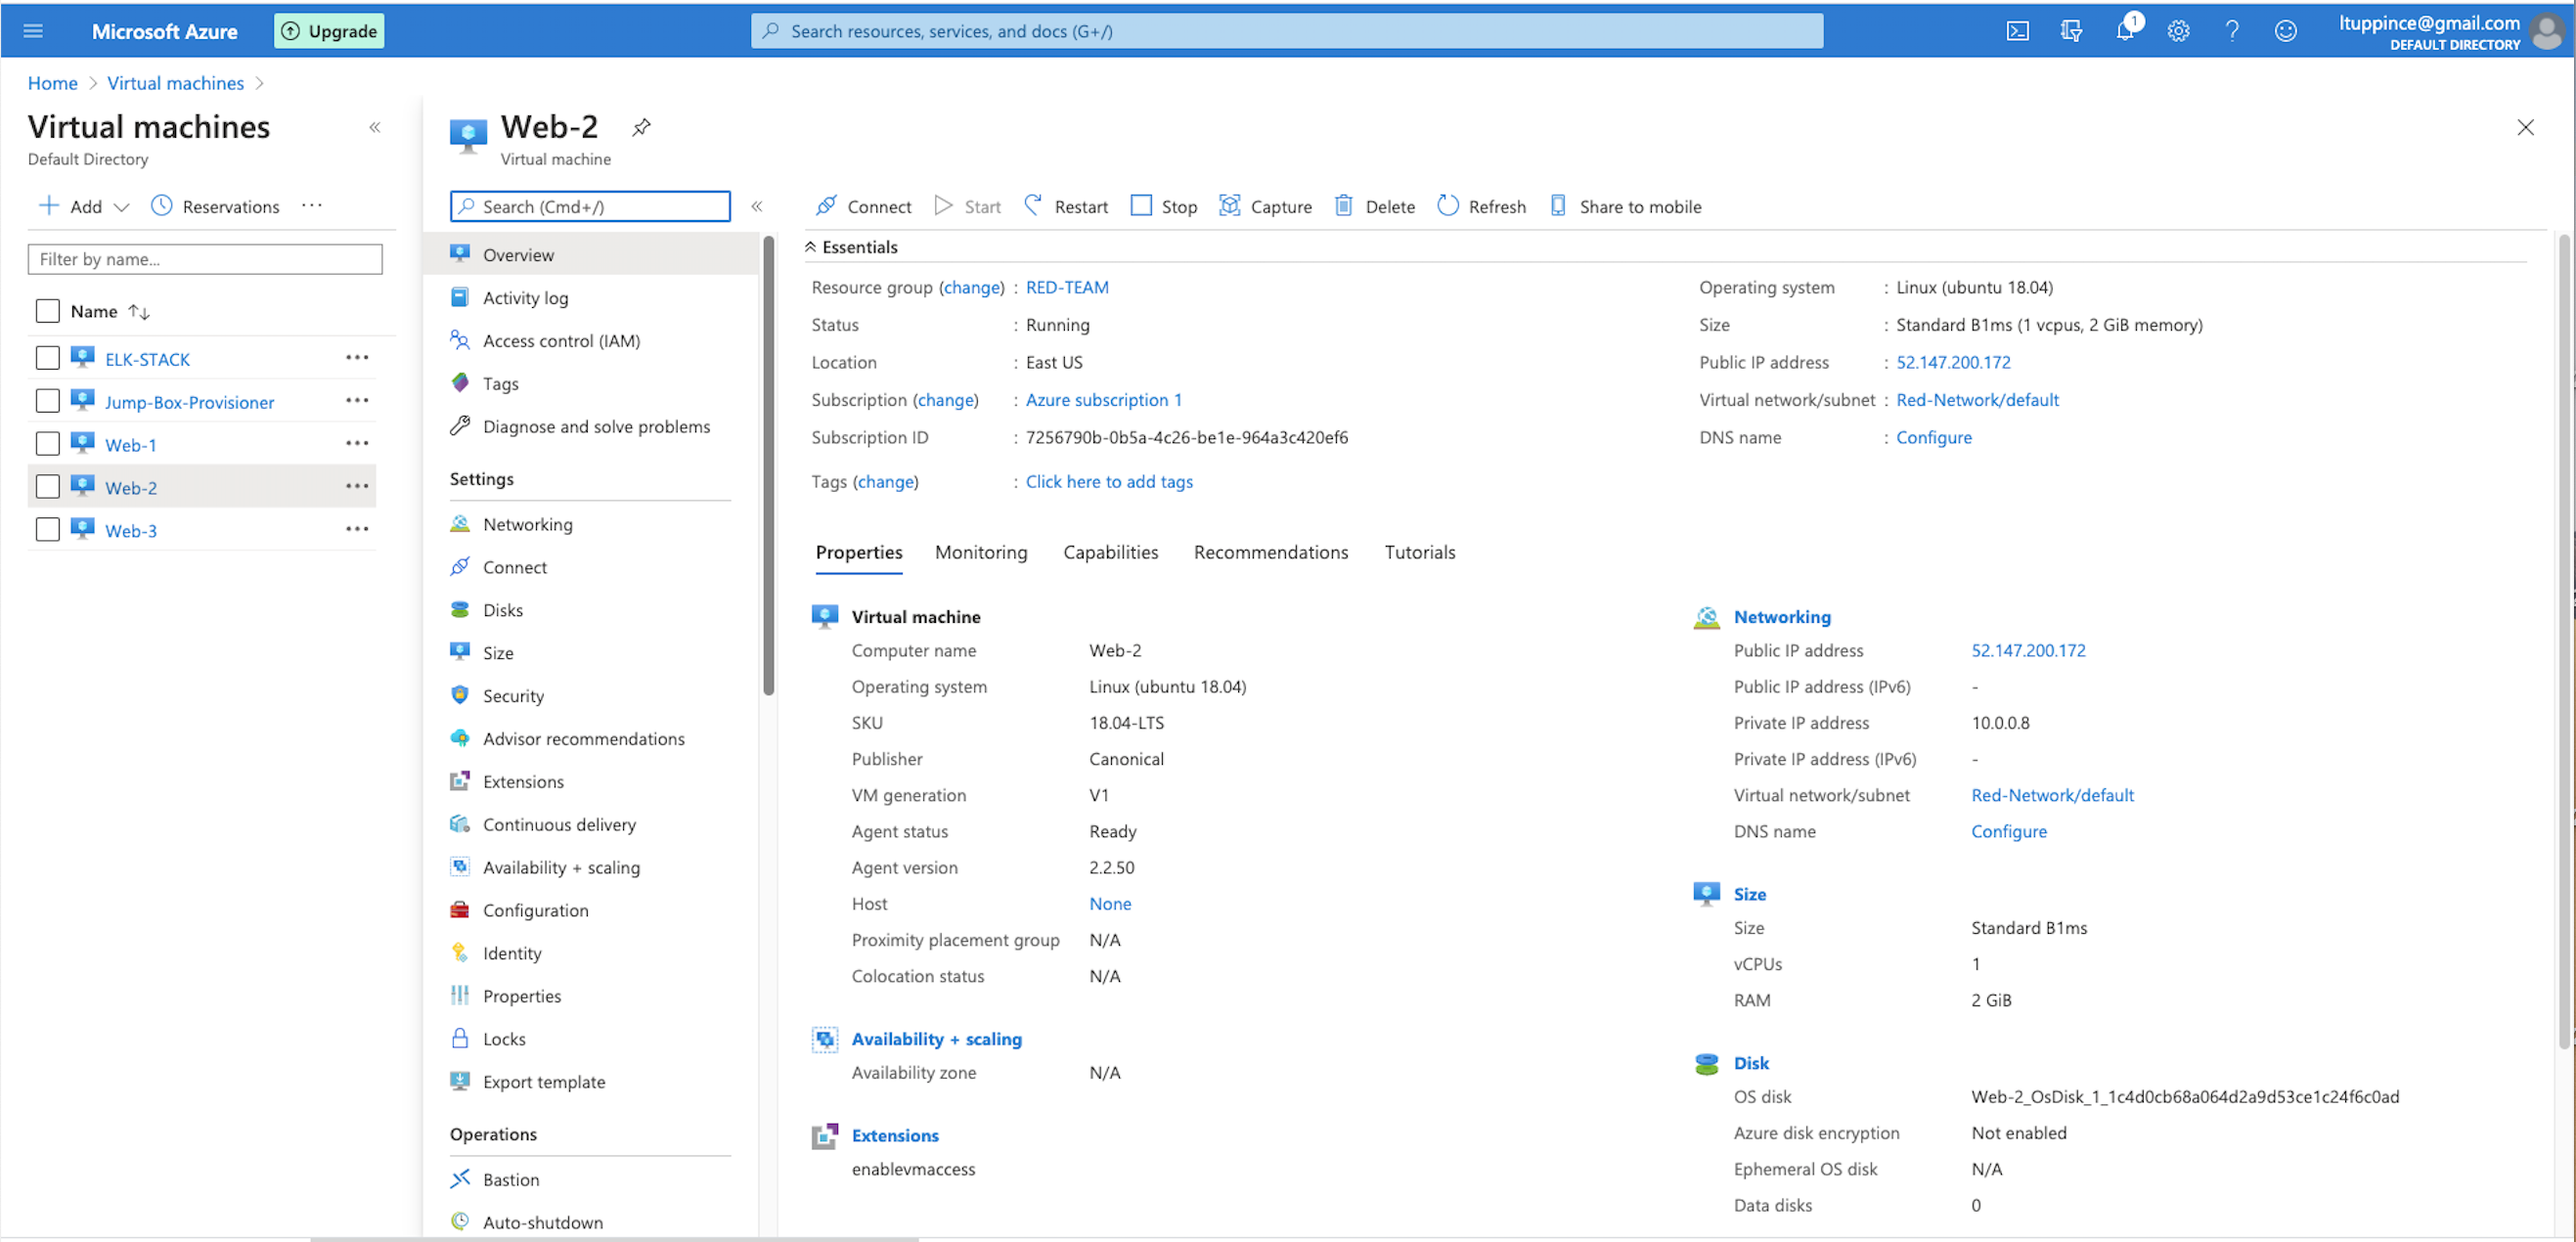 Microsoft Azure
Upgrade
Search resources, services, and docs (G+/)
1
ltuppince@gmail.com
DEFAULT DIRECTORY
Home > Virtual machines >
Virtual machines
Default Directory
Add
Reservations
Filter by name...
Name
ELK-STACK
Jump-Box-Provisioner
Web-1
Web-2
Web-3
Web-2
Virtual machine
Search (Cmd+/)
Overview
Activity log
Access control (IAM)
Tags
Diagnose and solve problems
Settings
Networking
Connect
Disks
Size
Security
Advisor recommendations
Extensions
Continuous delivery
Availability + scaling
Configuration
Identity
Properties
Locks
Export template
Operations
Bastion
Auto-shutdown
Connect
Start
Restart
Stop
Capture
Delete
Refresh
Share to mobile
Essentials
Resource group (change) : RED-TEAM
Status : Running
Location : East US
Subscription (change) : Azure subscription 1
Subscription ID : 7256790b-0b5a-4c26-be1e-964a3c420ef6
Tags (change) : Click here to add tags
Operating system : Linux (ubuntu 18.04)
Size : Standard B1ms (1 vcpus, 2 GiB memory)
Public IP address : 52.147.200.172
Virtual network/subnet : Red-Network/default
DNS name : Configure
Properties
Monitoring
Capabilities
Recommendations
Tutorials
Virtual machine
Computer name Web-2
Operating system Linux (ubuntu 18.04)
SKU 18.04-LTS
Publisher Canonical
VM generation V1
Agent status Ready
Agent version 2.2.50
Host None
Proximity placement group N/A
Colocation status N/A
Availability + scaling
Availability zone N/A
Extensions
enablevmaccess
Networking
Public IP address 52.147.200.172
Public IP address (IPv6) -
Private IP address 10.0.0.8
Private IP address (IPv6) -
Virtual network/subnet Red-Network/default
DNS name Configure
Size
Size Standard B1ms
vCPUs 1
RAM 2 GiB
Disk
OS disk Web-2_OsDisk_1_1c4d0cb68a064d2a9d53ce1c24f6c0ad
Azure disk encryption Not enabled
Ephemeral OS disk N/A
Data disks 0